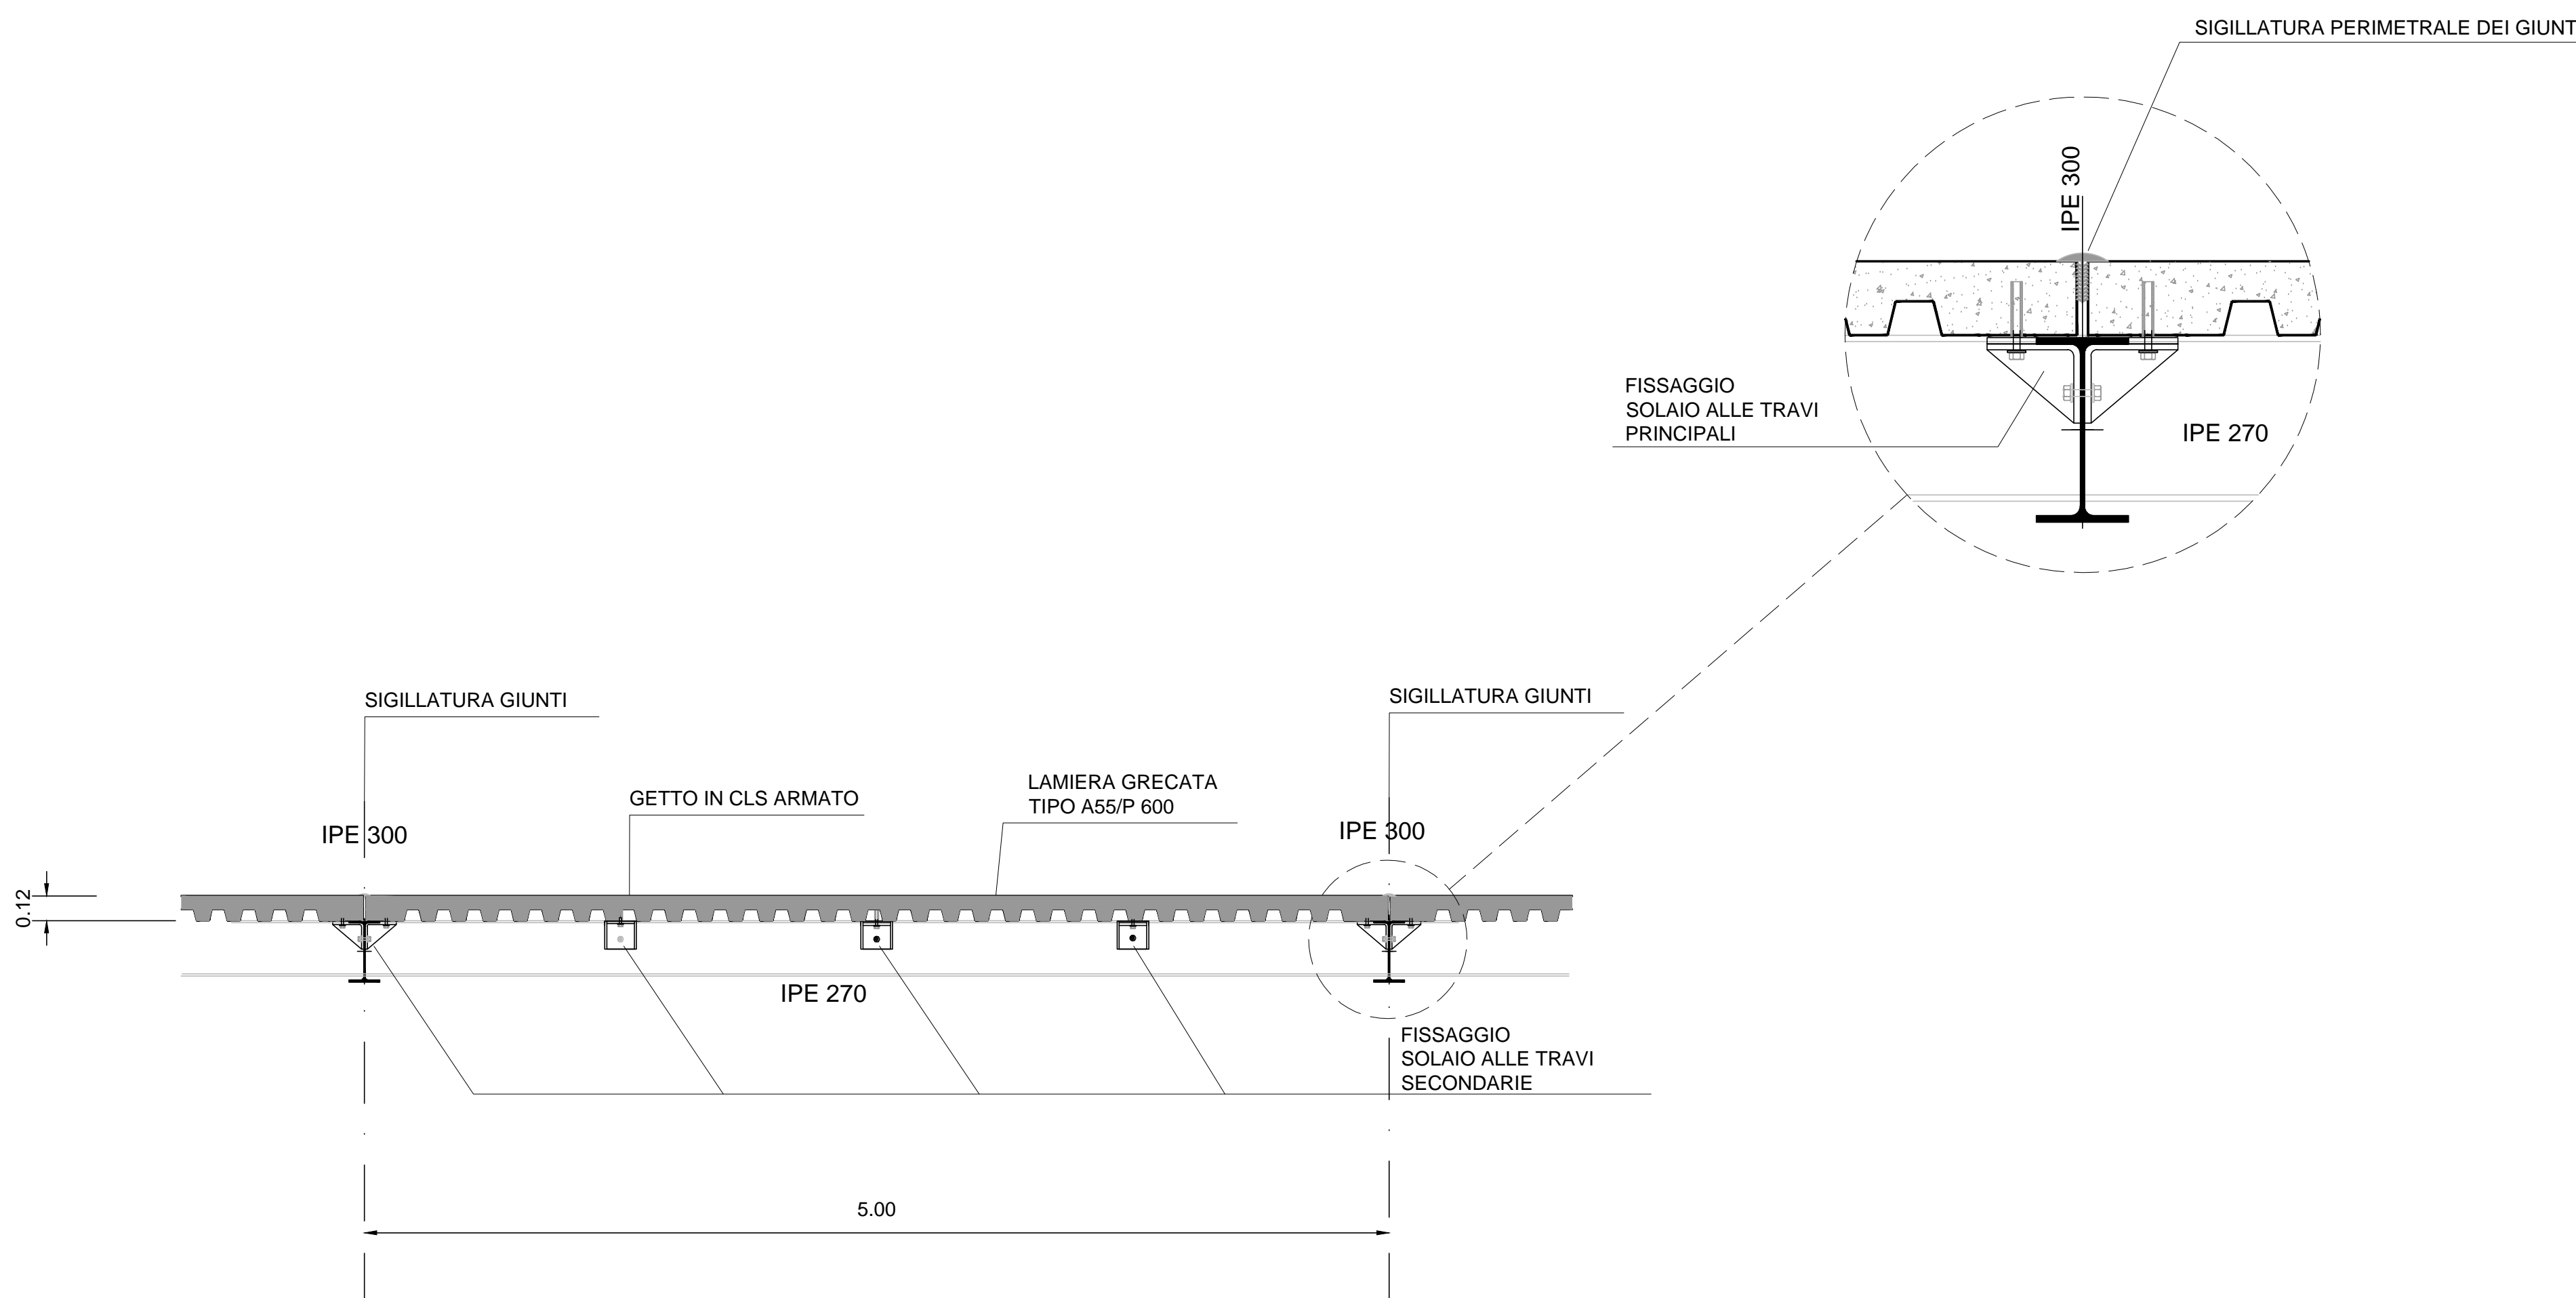 SIGILLATURA PERIMETRALE DEI GIUNT
IPE 300
FISSAGGIO
SOLAIO ALLE TRAVI
PRINCIPALI
IPE 270
SIGILLATURA GIUNTI
SIGILLATURA GIUNTI
LAMIERA GRECATA
TIPO A55/P 600
GETTO IN CLS ARMATO
IPE 300
IPE 300
0.12
IPE 270
FISSAGGIO
SOLAIO ALLE TRAVI
SECONDARIE
5.00